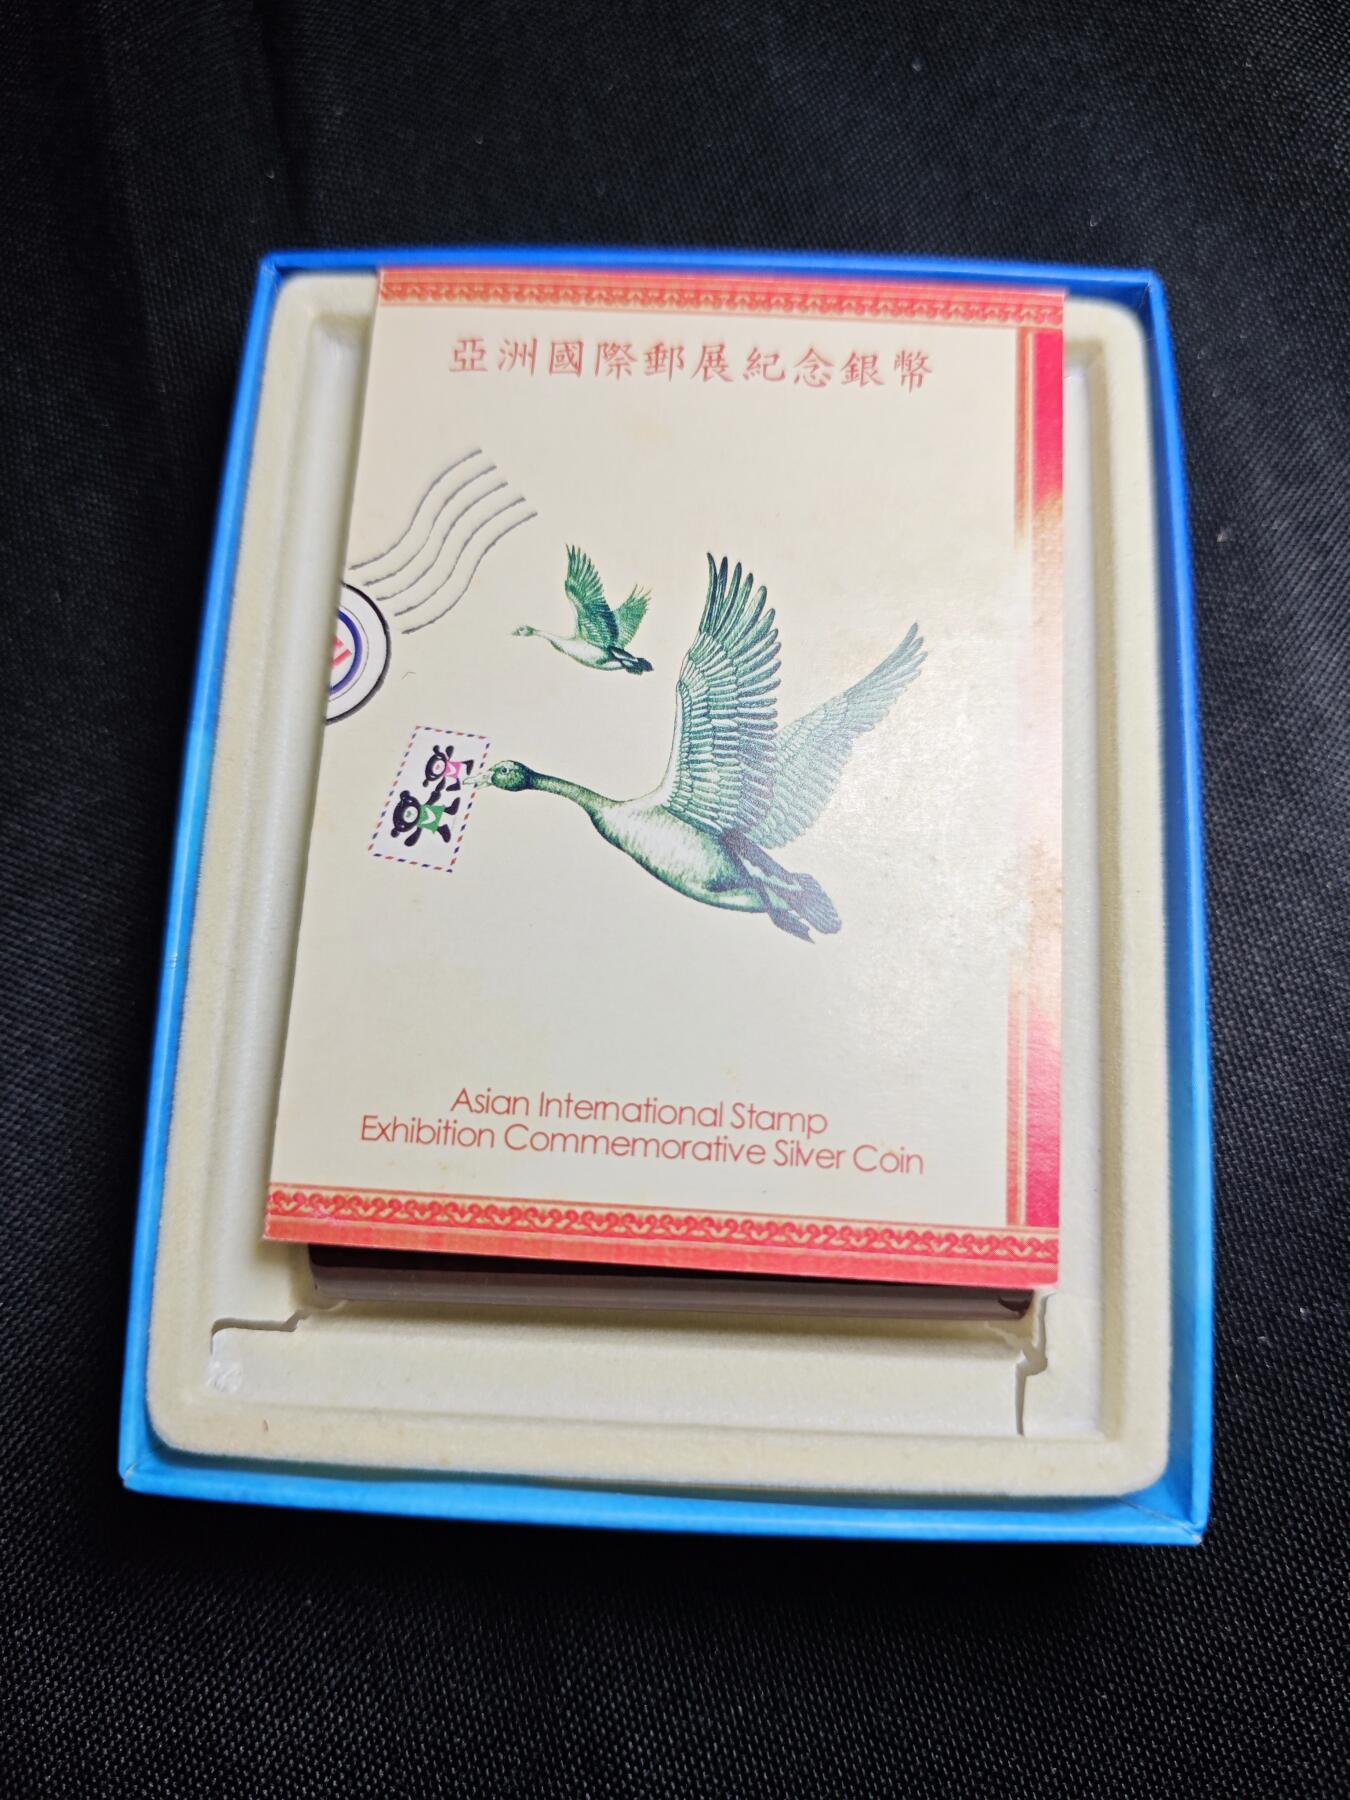 亞洲國際郵展紀念銀幣
Asian International Stamp
Exhibition Commemorative Silver Coin